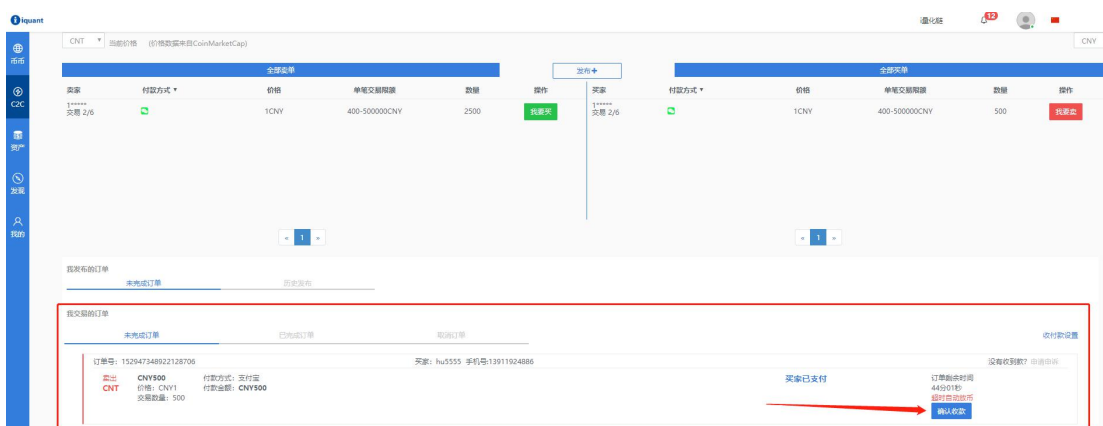 iquant
i量化链
12
币币
C2C
资产
发现
我的
CNT 当前价格 (价格数据来自CoinMarketCap)
CNY
全部卖单
发布+
全部买单
卖家 付款方式 价格 单笔交易限额 数量 操作
买家 付款方式 价格 单笔交易限额 数量 操作
1*****
交易 2/6 1CNY 400-500000CNY 2500 我要买
1*****
交易 2/6 1CNY 400-500000CNY 500 我要卖
« 1 »
« 1 »
我发布的订单
未完成订单 历史发布
我交易的订单
未完成订单 已完成订单 取消订单 收付款设置
订单号: 152947348922128706 买家: hu5555 手机号:13911924886 没有收到款? 申请申诉
卖出 CNY500 付款方式: 支付宝 买家已支付 订单剩余时间
CNT 价格: CNY1 付款金额: CNY500 44分01秒
交易数量: 500 超时自动放币
确认收款